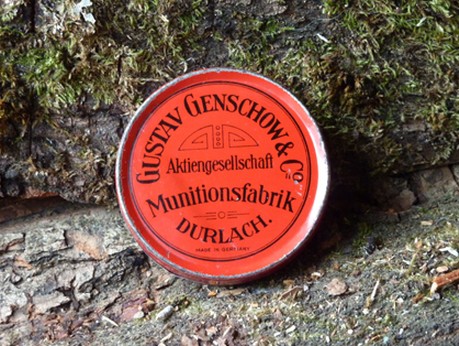 GUSTAV GENSCHOW & Co.
Aktiengesellschaft
Munitionsfabrik
DURLACH.
MADE IN GERMANY